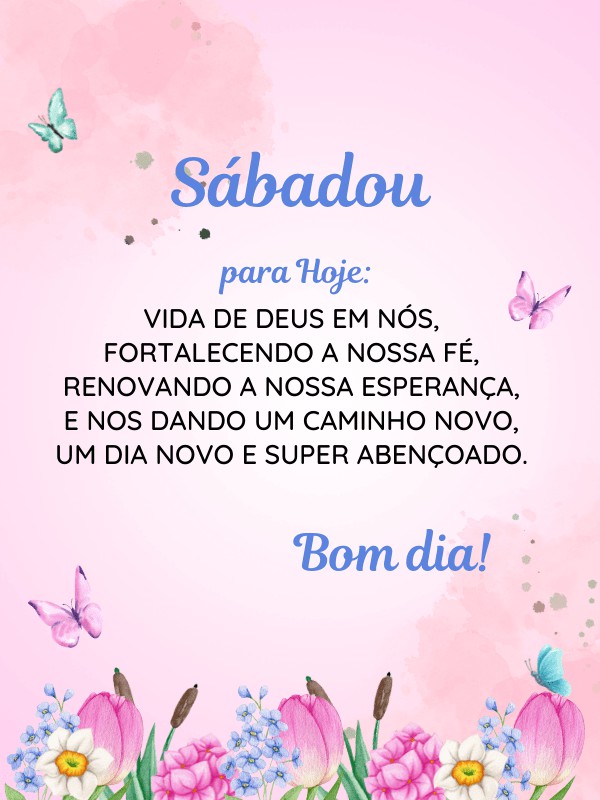 Sábadou
para Hoje:
VIDA DE DEUS EM NÓS,
FORTALECENDO A NOSSA FÉ,
RENOVANDO A NOSSA ESPERANÇA,
E NOS DANDO UM CAMINHO NOVO,
UM DIA NOVO E SUPER ABENÇOADO.
Bom dia!